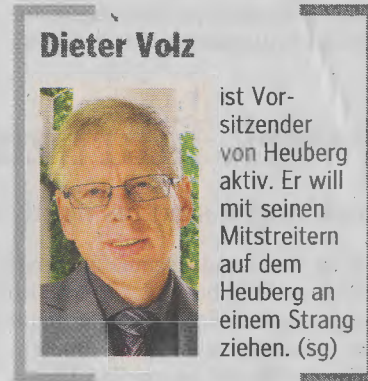 Dieter Volz
ist Vor-
sitzender
von Heuberg
aktiv. Er will
mit seinen
Mitstreitern
auf dem
Heuberg an
einem Strang
ziehen. (sg)